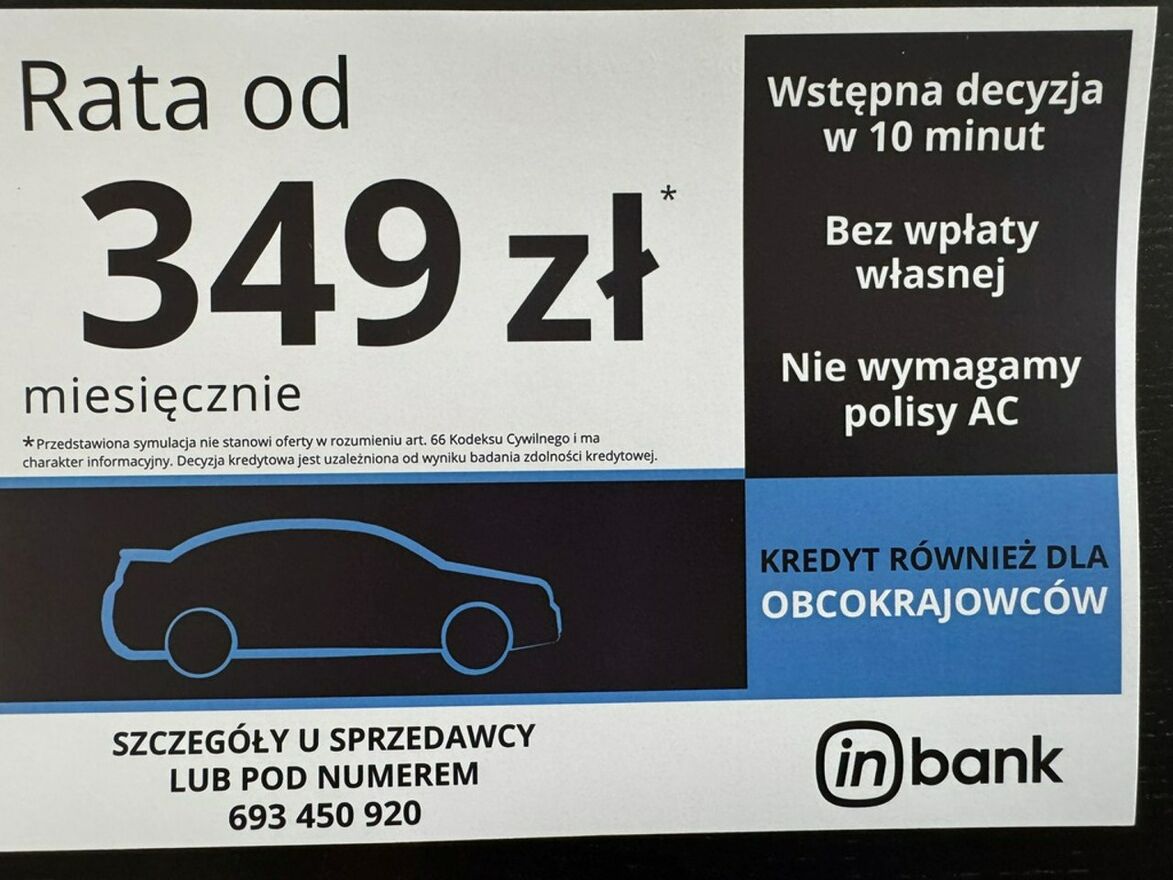 Rata od
349 zł*
miesięcznie
*Przedstawiona symulacja nie stanowi oferty w rozumieniu art. 66 Kodeksu Cywilnego i ma
charakter informacyjny. Decyzja kredytowa jest uzależniona od wyniku badania zdolności kredytowej.
Wstępna decyzja
w 10 minut
Bez wpłaty
własnej
Nie wymagamy
polisy AC
KREDYT RÓWNIEŻ DLA
OBCOKRAJOWCÓW
SZCZEGÓŁY U SPRZEDAWCY
LUB POD NUMEREM
693 450 920
inbank